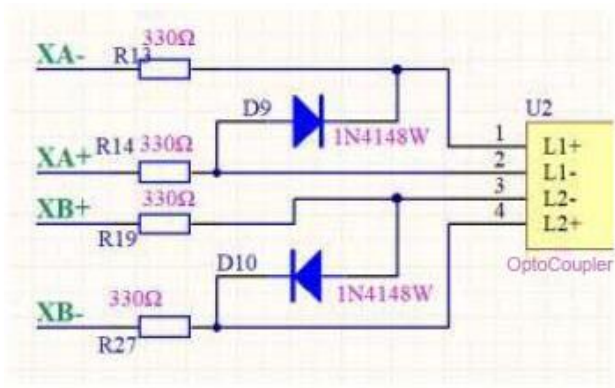 XA- R13 330Ω
D9 1N4148W
XA+ R14 330Ω
XB+ 330Ω
R19
D10 1N4148W
XB- 330Ω
R27
U2
1 L1+
2 L1-
3 L2-
4 L2+
OptoCoupler